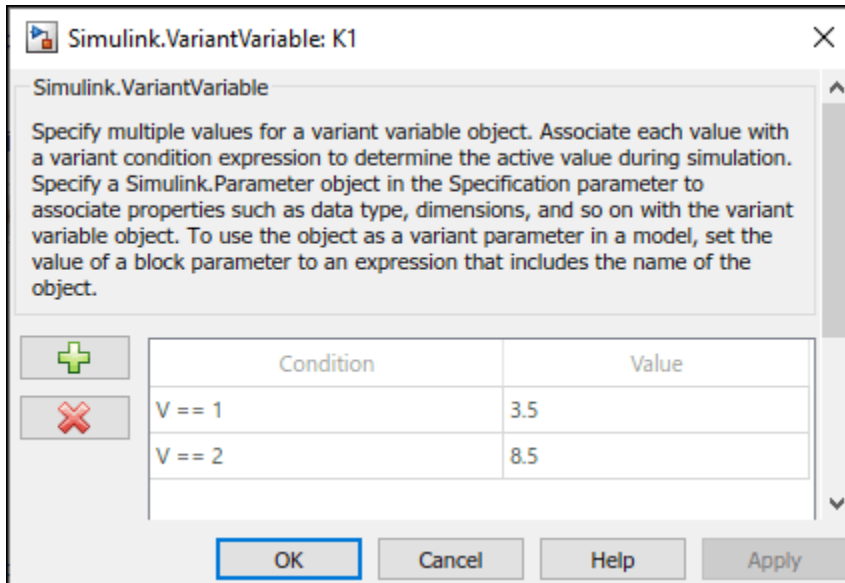 Simulink.VariantVariable: K1
Simulink.VariantVariable
Specify multiple values for a variant variable object. Associate each value with
a variant condition expression to determine the active value during simulation.
Specify a Simulink.Parameter object in the Specification parameter to
associate properties such as data type, dimensions, and so on with the variant
variable object. To use the object as a variant parameter in a model, set the
value of a block parameter to an expression that includes the name of the
object.
Condition Value
V == 1 3.5
V == 2 8.5
OK Cancel Help Apply